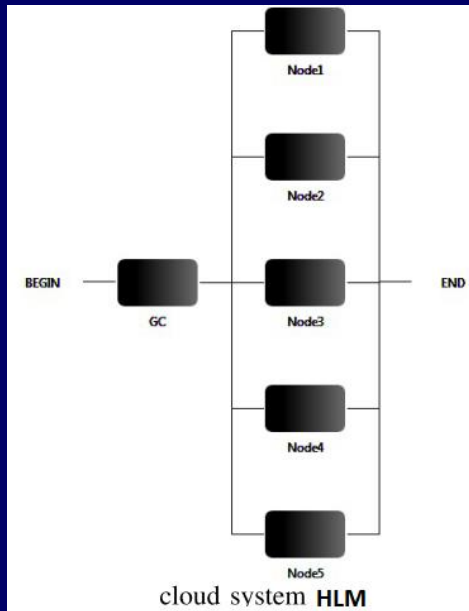 Node1
Node2
BEGIN
END
GC
Node3
Node4
Node5
cloud system HLM